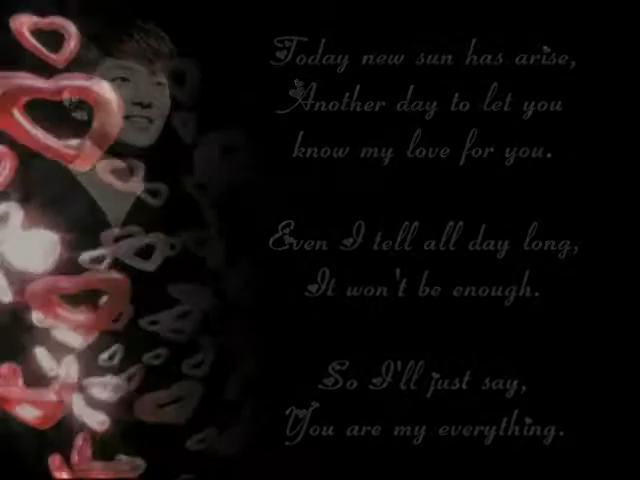 Today new sun has arise,
Another day to let you
know my love for you.
Even I tell all day long,
It won't be enough.
So I'll just say,
You are my everything.